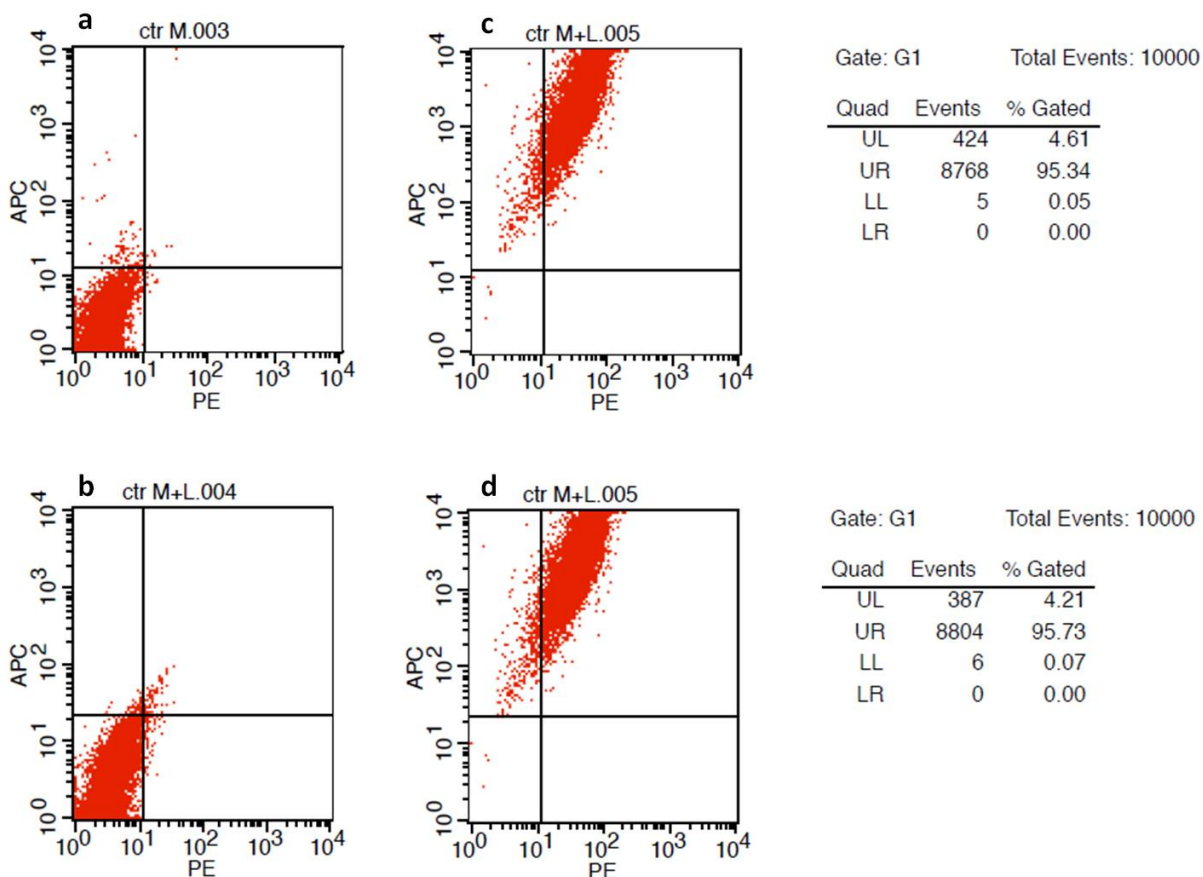 a
ctr M.003
APC
10^4
10^3
10^2
10^1
10^0
10^0 10^1 10^2 10^3 10^4
PE
c
ctr M+L.005
APC
10^4
10^3
10^2
10^1
10^0
10^0 10^1 10^2 10^3 10^4
PE
Gate: G1 Total Events: 10000
Quad Events % Gated
UL 424 4.61
UR 8768 95.34
LL 5 0.05
LR 0 0.00
b
ctr M+L.004
APC
10^4
10^3
10^2
10^1
10^0
10^0 10^1 10^2 10^3 10^4
PE
d
ctr M+L.005
APC
10^4
10^3
10^2
10^1
10^0
10^0 10^1 10^2 10^3 10^4
PE
Gate: G1 Total Events: 10000
Quad Events % Gated
UL 387 4.21
UR 8804 95.73
LL 6 0.07
LR 0 0.00